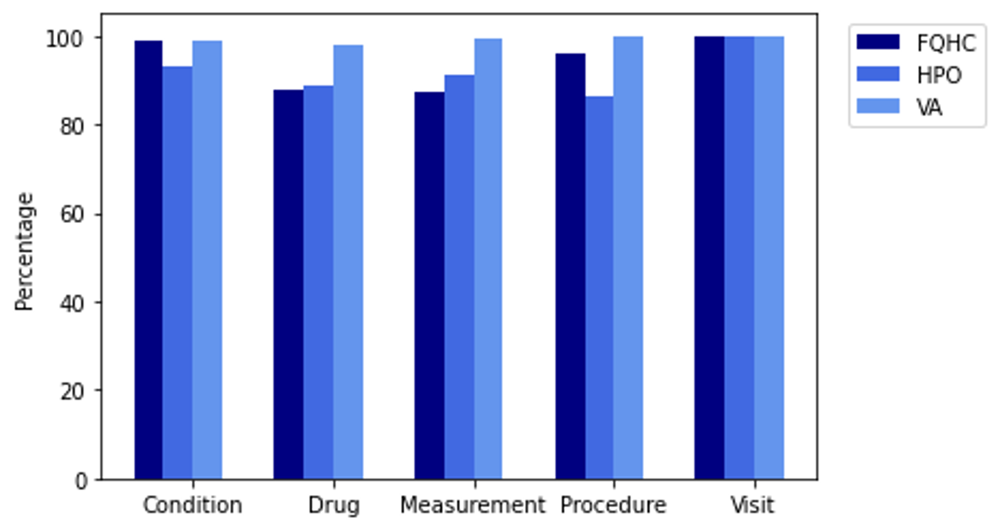 Percentage
100
80
60
40
20
0
Condition Drug Measurement Procedure Visit
FQHC
HPO
VA